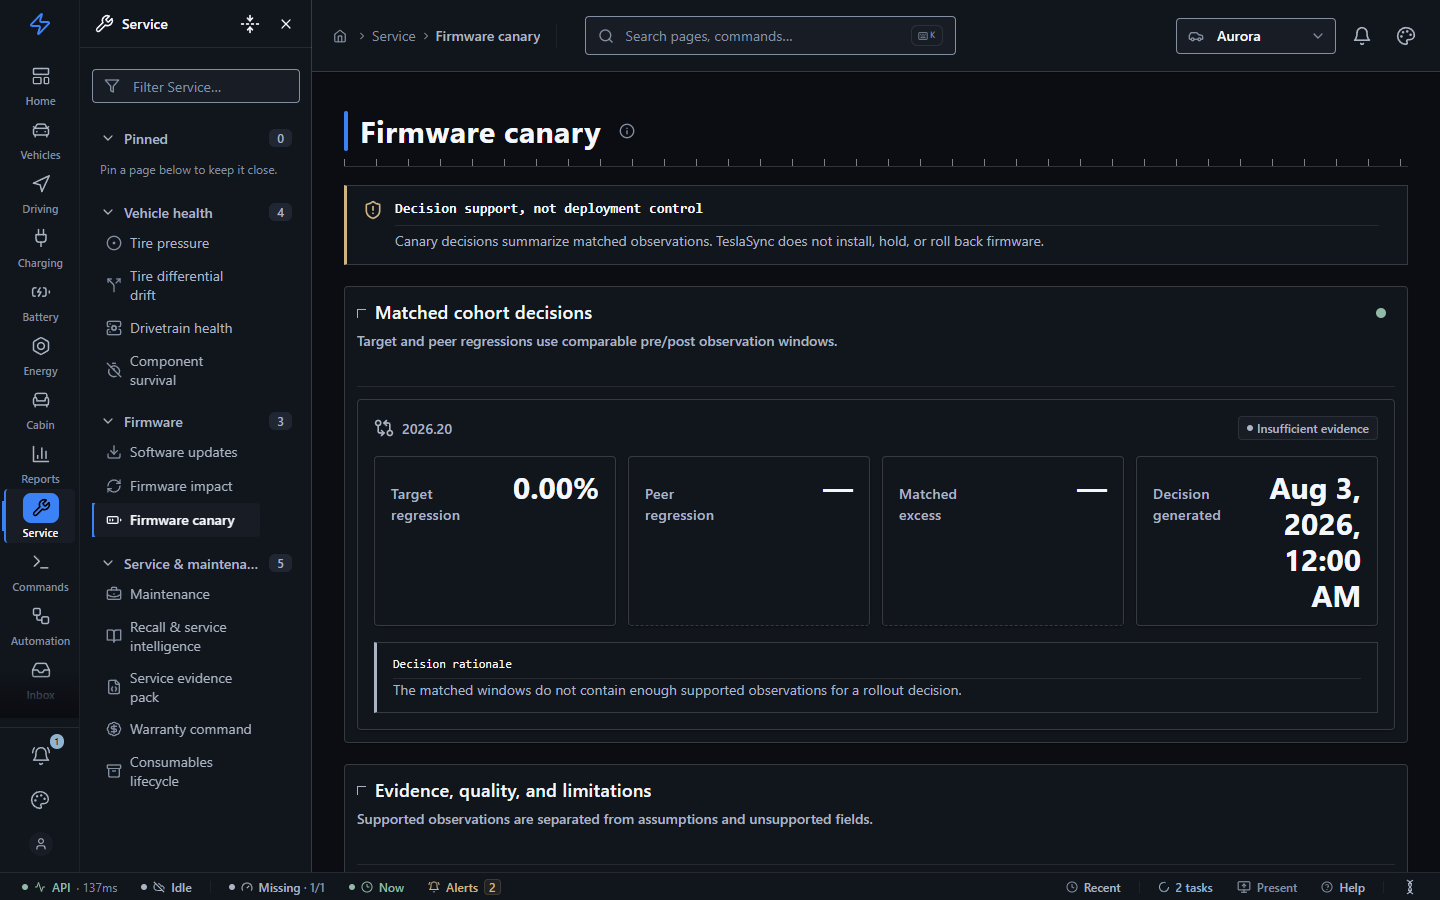 Service
Service
Firmware canary
Search pages, commands...
K
Aurora
Home
Vehicles
Driving
Charging
Battery
Energy
Cabin
Reports
Service
Commands
Automation
Inbox
1
Filter Service...
Pinned
0
Pin a page below to keep it close.
Vehicle health
4
Tire pressure
Tire differential
drift
Drivetrain health
Component
survival
Firmware
3
Software updates
Firmware impact
Firmware canary
Service & maintena...
5
Maintenance
Recall & service
intelligence
Service evidence
pack
Warranty command
Consumables
lifecycle
Firmware canary
Decision support, not deployment control
Canary decisions summarize matched observations. TeslaSync does not install, hold, or roll back firmware.
Matched cohort decisions
Target and peer regressions use comparable pre/post observation windows.
2026.20
Insufficient evidence
Target
regression
0.00%
Peer
regression
—
Matched
excess
—
Decision
generated
Aug 3,
2026,
12:00
AM
Decision rationale
The matched windows do not contain enough supported observations for a rollout decision.
Evidence, quality, and limitations
Supported observations are separated from assumptions and unsupported fields.
API · 137ms
Idle
Missing · 1/1
Now
Alerts 2
Recent
2 tasks
Present
Help